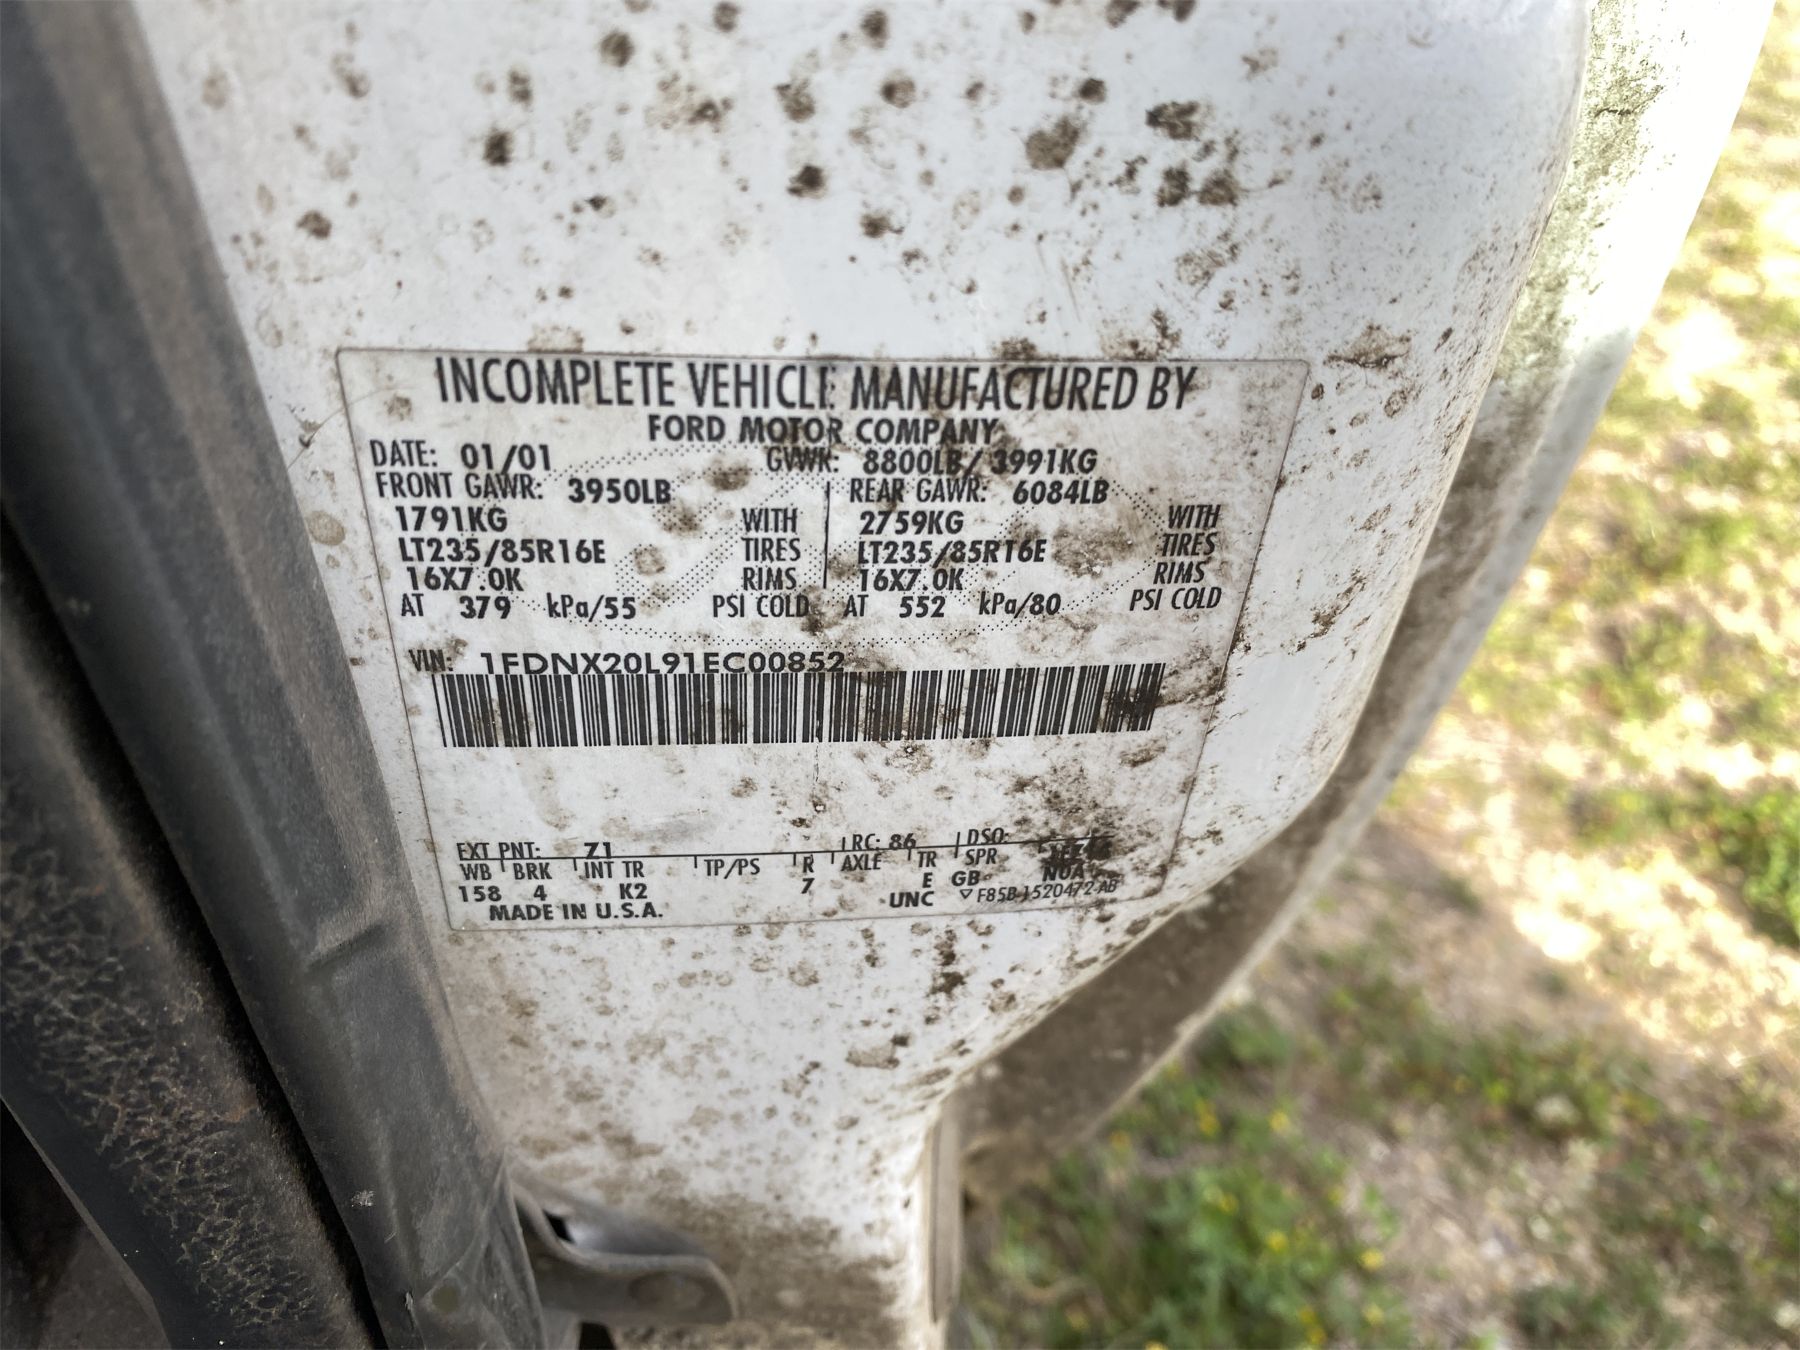 INCOMPLETE VEHICLE MANUFACTURED BY
FORD MOTOR COMPANY
DATE: 01/01 GVWR: 8800LB/ 3991KG
FRONT GAWR: 3950LB REAR GAWR: 6084LB
1791KG WITH 2759KG WITH
LT235/85R16E TIRES LT235/85R16E TIRES
16X7.0K RIMS 16X7.0K RIMS
AT 379 kPa/55 PSI COLD AT 552 kPa/80 PSI COLD
VIN: 1FDNX20L91EC00852
EXT PNT: Z1 RC: 86 DSO:
WB BRK INT TR TP/PS R AXLE TR SPR
158 4 K2 7 E GB N0A
UNC F85B-1520472-AB
MADE IN U.S.A.